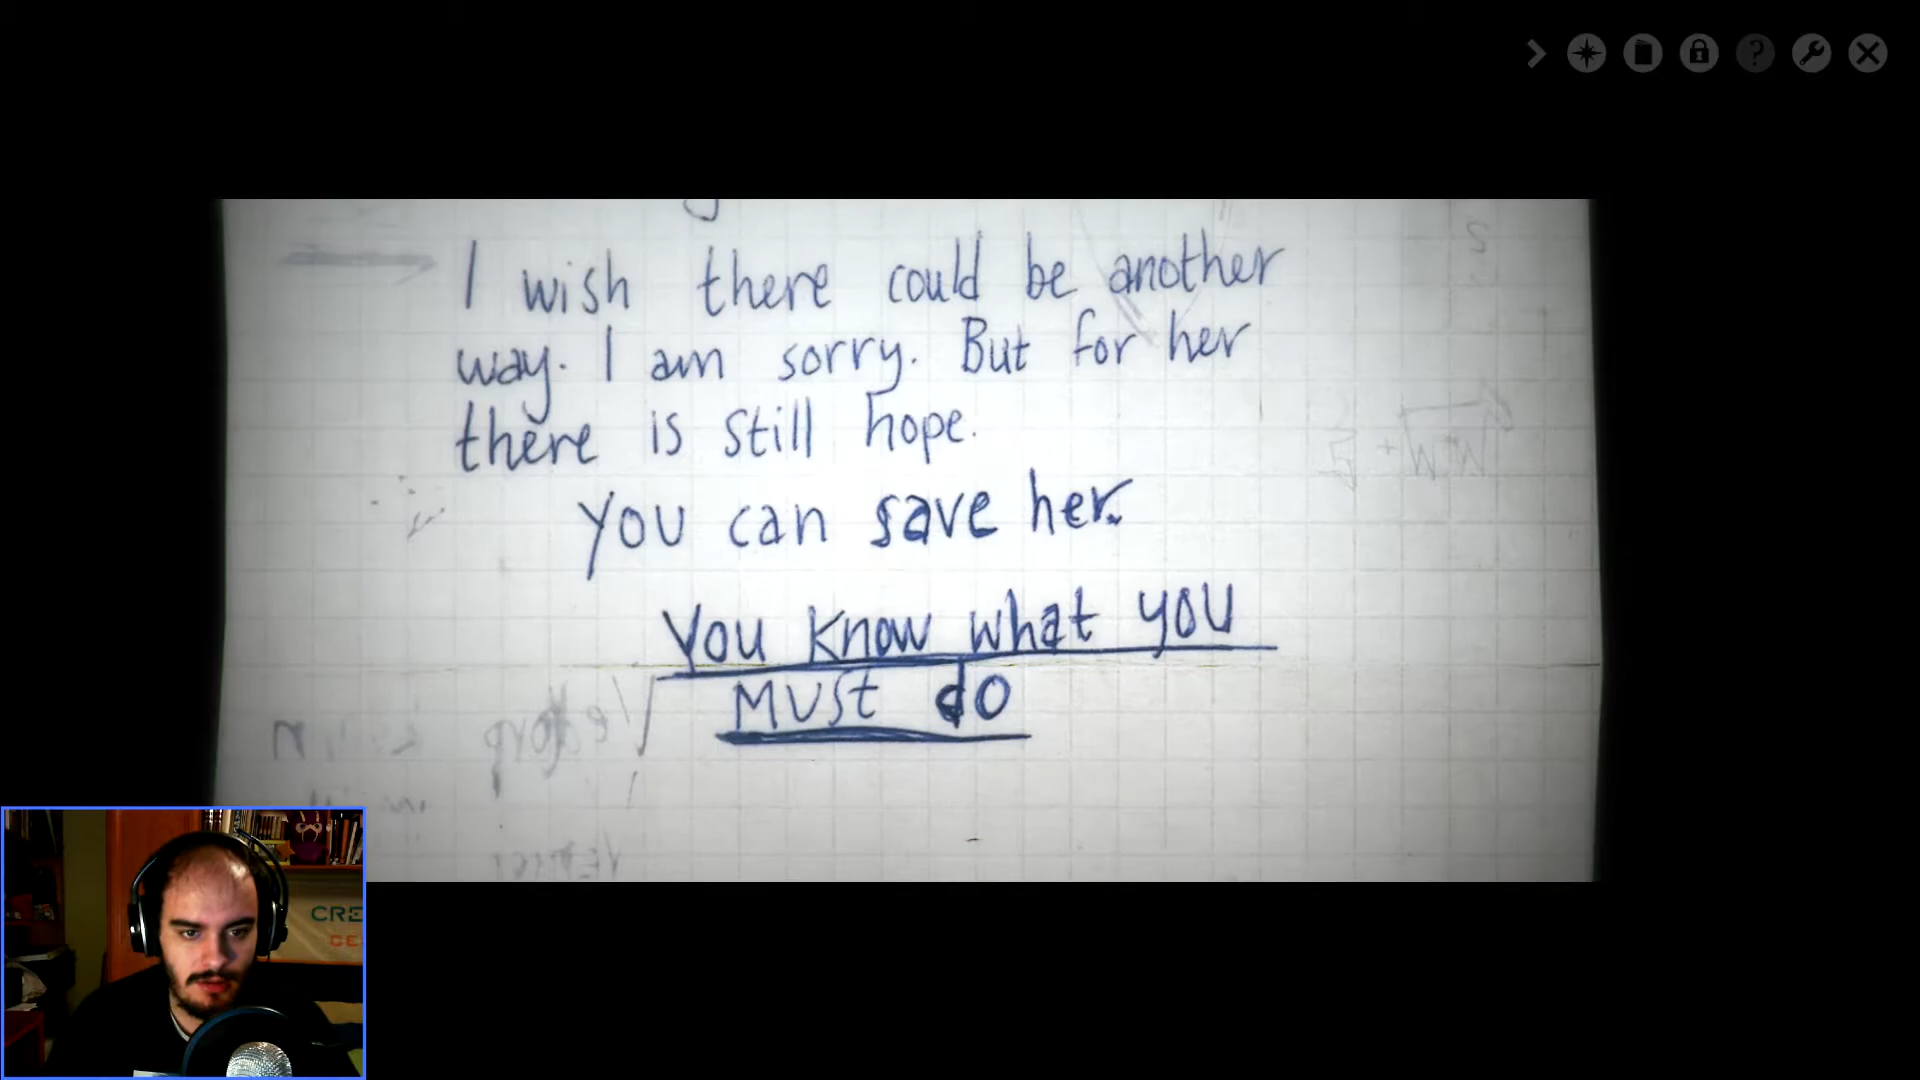 I wish there could be another
way. I am sorry. But for her
there is still hope.
You can save her.
You know what you
must do
CRE